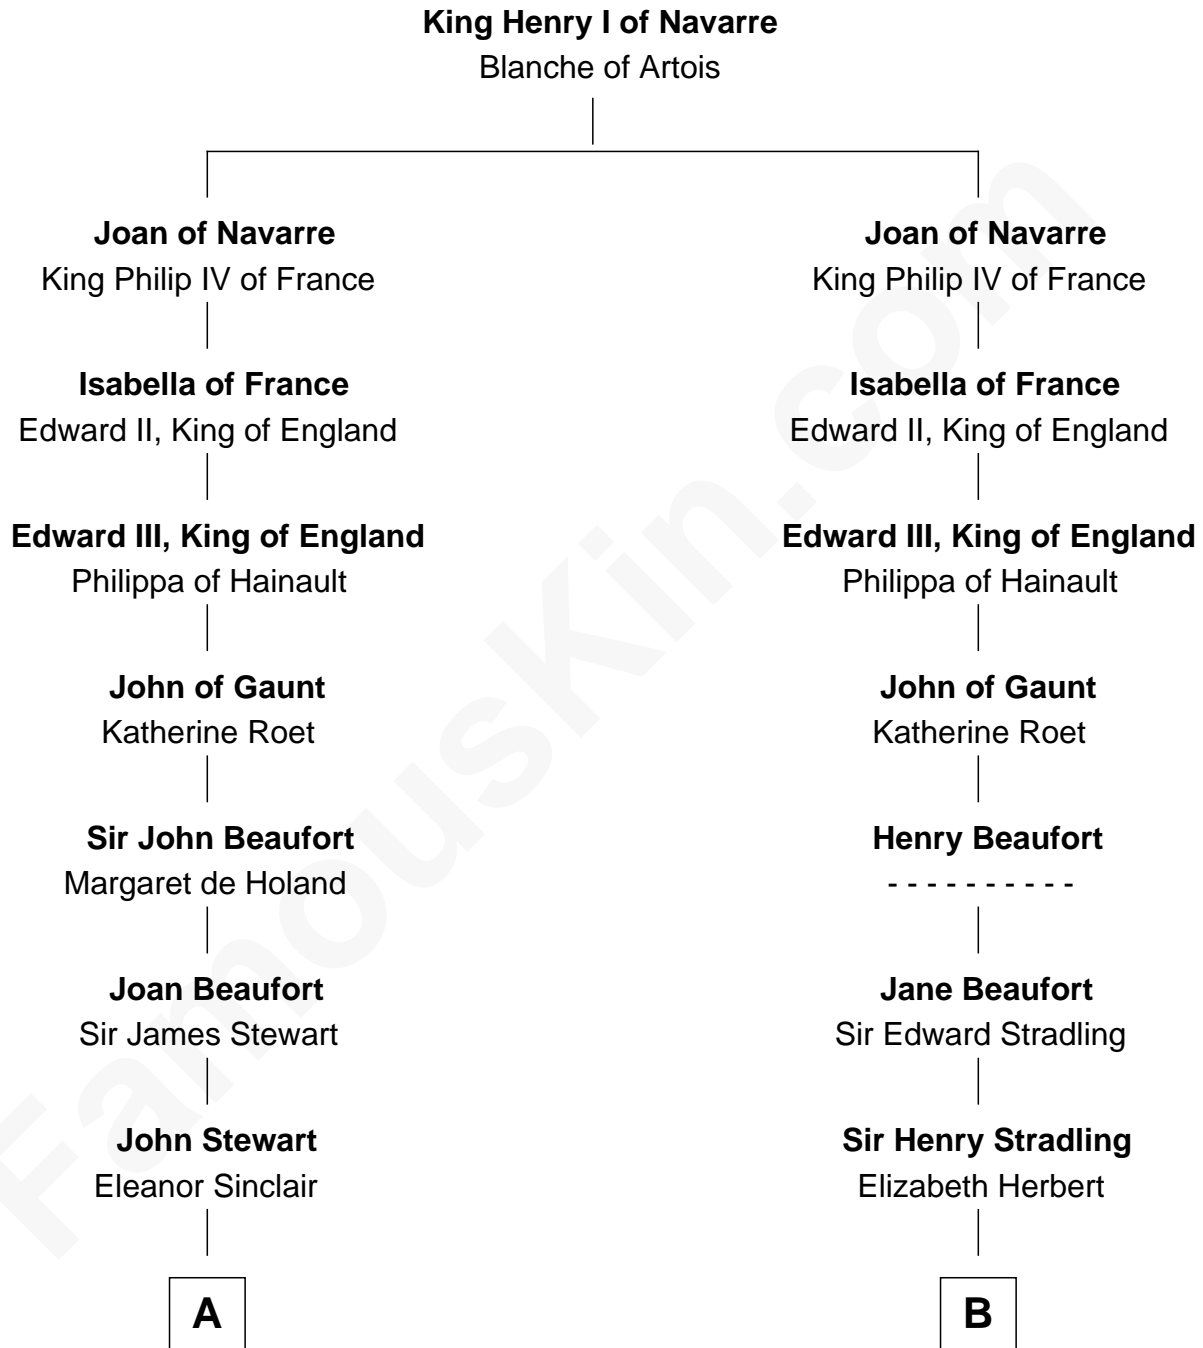 King Henry I of Navarre
Blanche of Artois
Joan of Navarre
King Philip IV of France
Isabella of France
Edward II, King of England
Edward III, King of England
Philippa of Hainault
John of Gaunt
Katherine Roet
Sir John Beaufort
Margaret de Holand
Joan Beaufort
Sir James Stewart
John Stewart
Eleanor Sinclair
A
Joan of Navarre
King Philip IV of France
Isabella of France
Edward II, King of England
Edward III, King of England
Philippa of Hainault
John of Gaunt
Katherine Roet
Henry Beaufort
- - - - - - - - - -
Jane Beaufort
Sir Edward Stradling
Sir Henry Stradling
Elizabeth Herbert
B
FamousKin.com